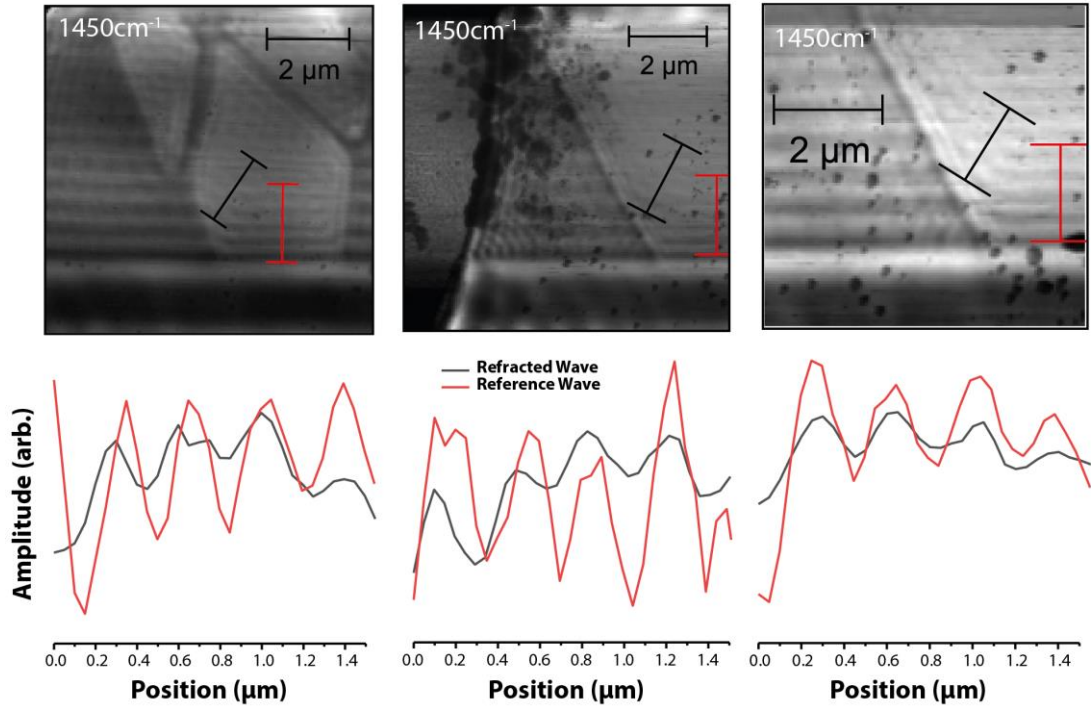 1450cm⁻¹
2 μm
1450cm⁻¹
2 μm
1450cm⁻¹
2 μm
Refracted Wave
Reference Wave
Amplitude (arb.)
0.0 0.2 0.4 0.6 0.8 1.0 1.2 1.4
0.0 0.2 0.4 0.6 0.8 1.0 1.2 1.4
0.0 0.2 0.4 0.6 0.8 1.0 1.2 1.4
Position (μm)
Position (μm)
Position (μm)